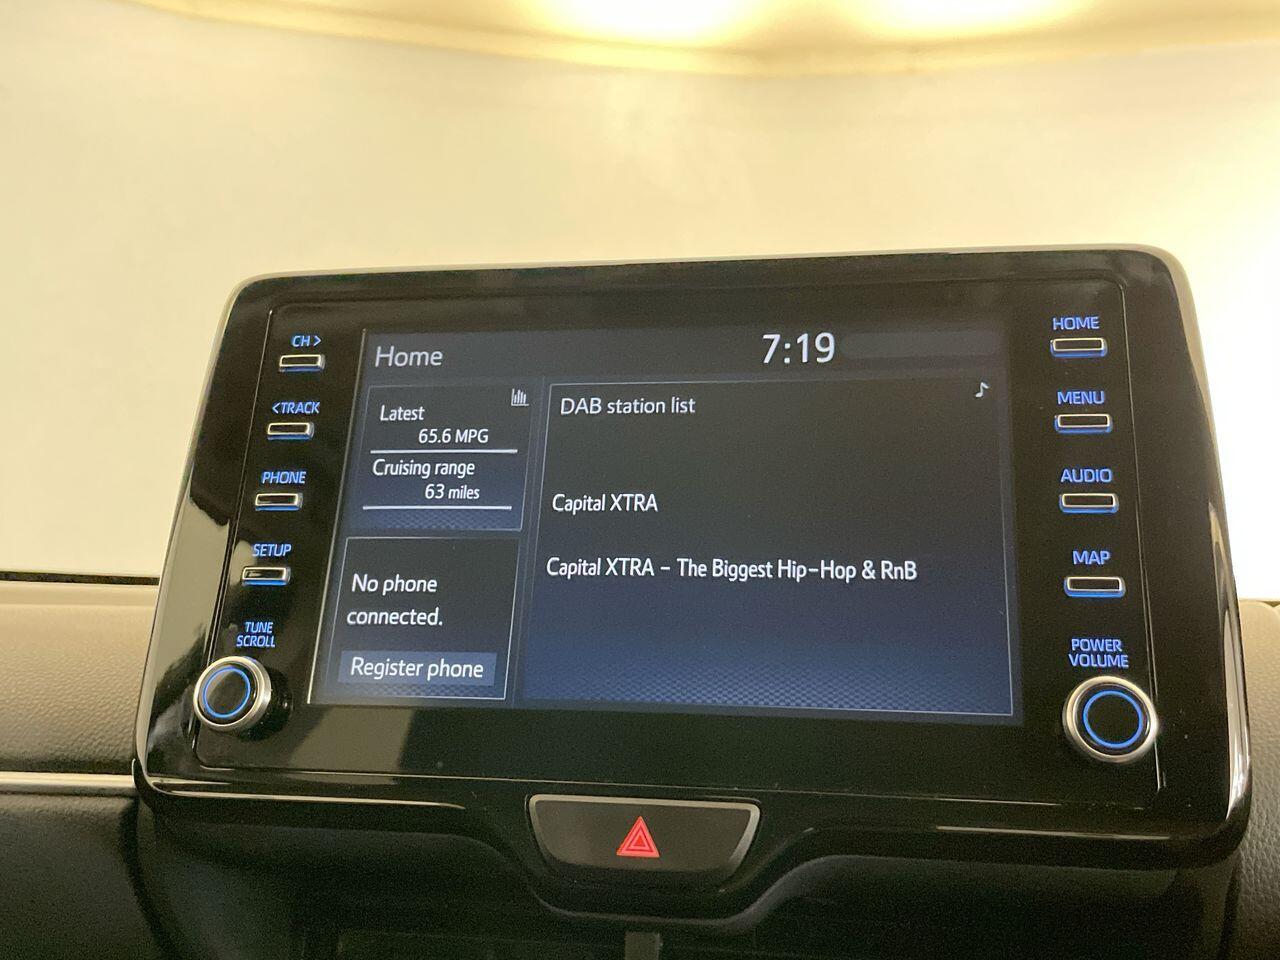 CH >
<TRACK
PHONE
SETUP
TUNE
SCROLL
Home
7:19
Latest
65.6 MPG
Cruising range
63 miles
No phone
connected.
Register phone
DAB station list
Capital XTRA
Capital XTRA - The Biggest Hip-Hop & RnB
HOME
MENU
AUDIO
MAP
POWER
VOLUME